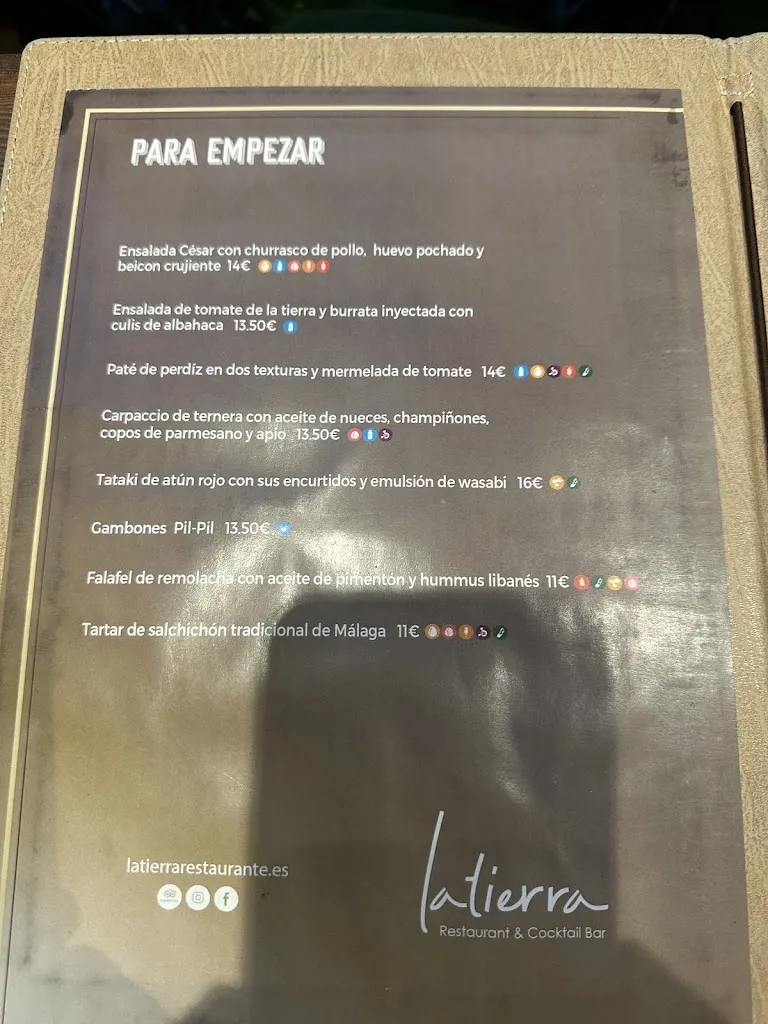 PARA EMPEZAR
Ensalada César con churrasco de pollo, huevo pochado y
beicon crujiente 14€
Ensalada de tomate de la tierra y burrata inyectada con
culis de albahaca 13.50€
Paté de perdíz en dos texturas y mermelada de tomate 14€
Carpaccio de ternera con aceite de nueces, champiñones,
copos de parmesano y apio 13.50€
Tataki de atún rojo con sus encurtidos y emulsión de wasabi 16€
Gambones Pil-Pil 13.50€
Falafel de remolacha con aceite de pimentón y hummus libanés 11€
Tartar de salchichón tradicional de Málaga 11€
latierrarestaurante.es
latierra
Restaurant & Cocktail Bar